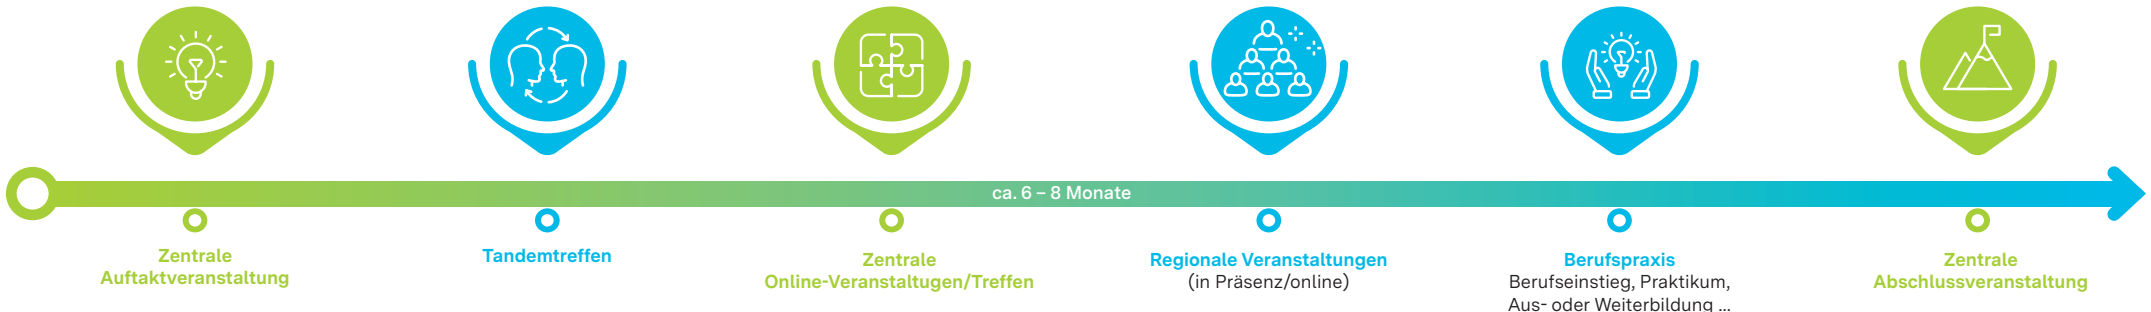 ca. 6 – 8 Monate
Zentrale
Auftaktveranstaltung
Tandemtreffen
Zentrale
Online-Veranstaltugen/Treffen
Regionale Veranstaltungen
(in Präsenz/online)
Berufspraxis
Berufseinstieg, Praktikum,
Aus- oder Weiterbildung ...
Zentrale
Abschlussveranstaltung